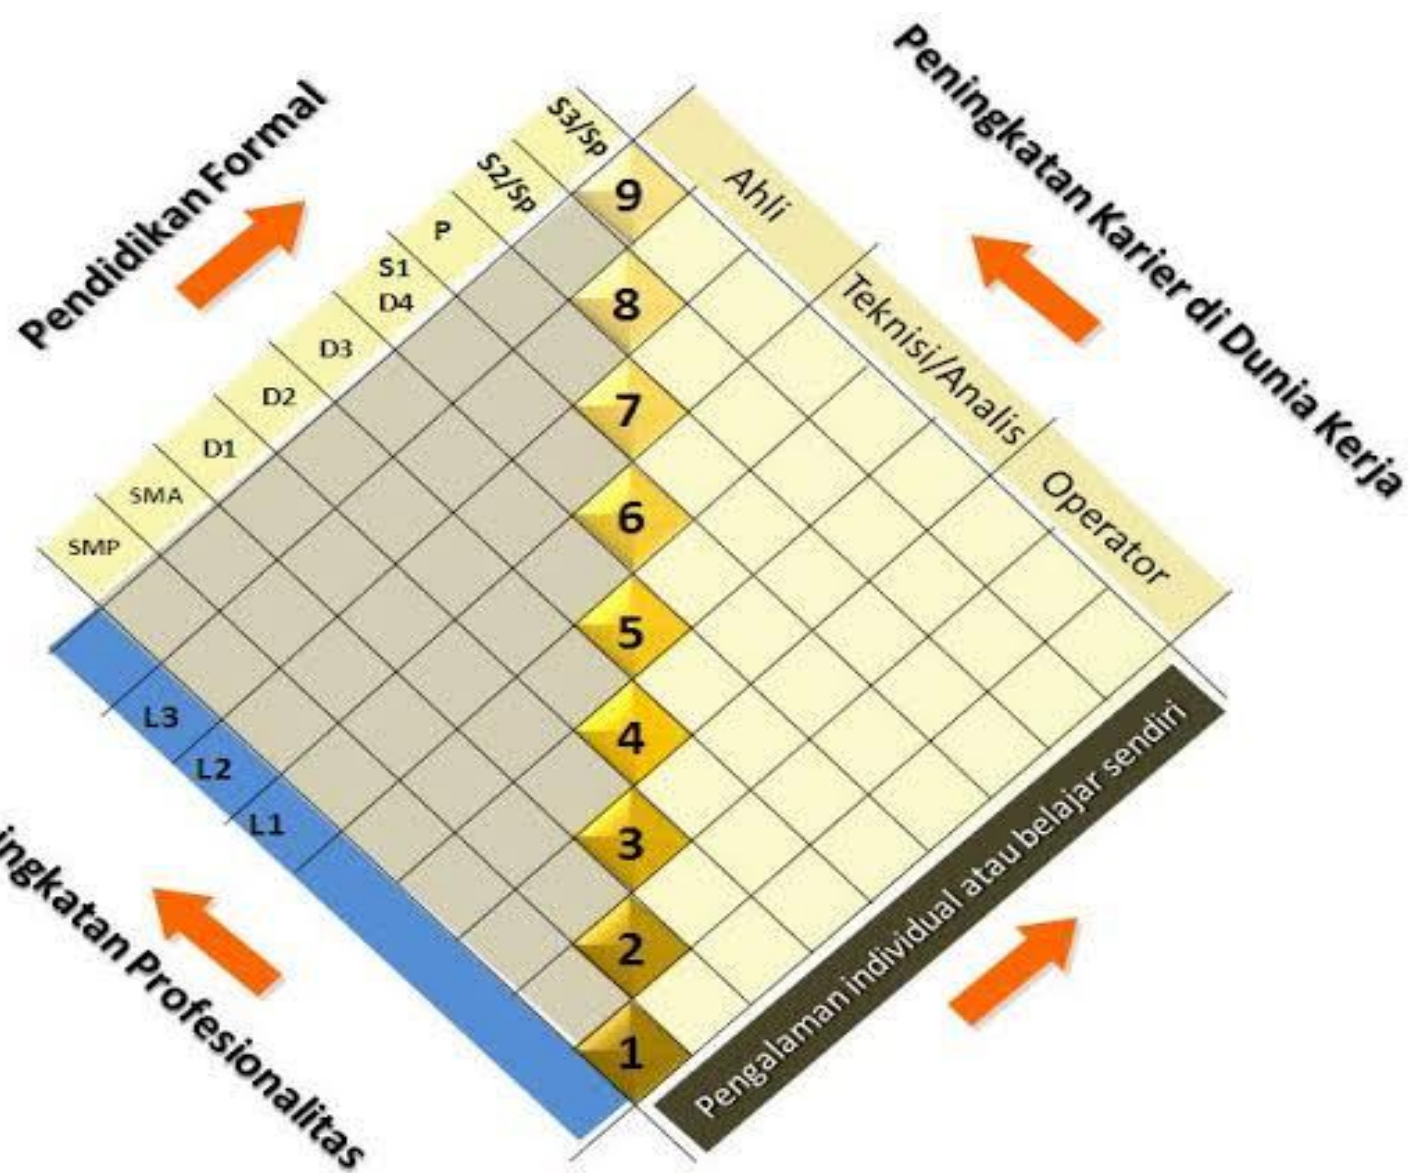 Pendidikan Formal
Peningkatan Karier di Dunia Kerja
S3/Sp
S2/Sp
P
S1
D4
D3
D2
D1
SMA
SMP
Ahli
Teknisi/Analis
Operator
9
8
7
6
5
4
3
2
1
L3
L2
L1
ingkatan Profesionalitas
Pengalaman individual atau belajar sendiri